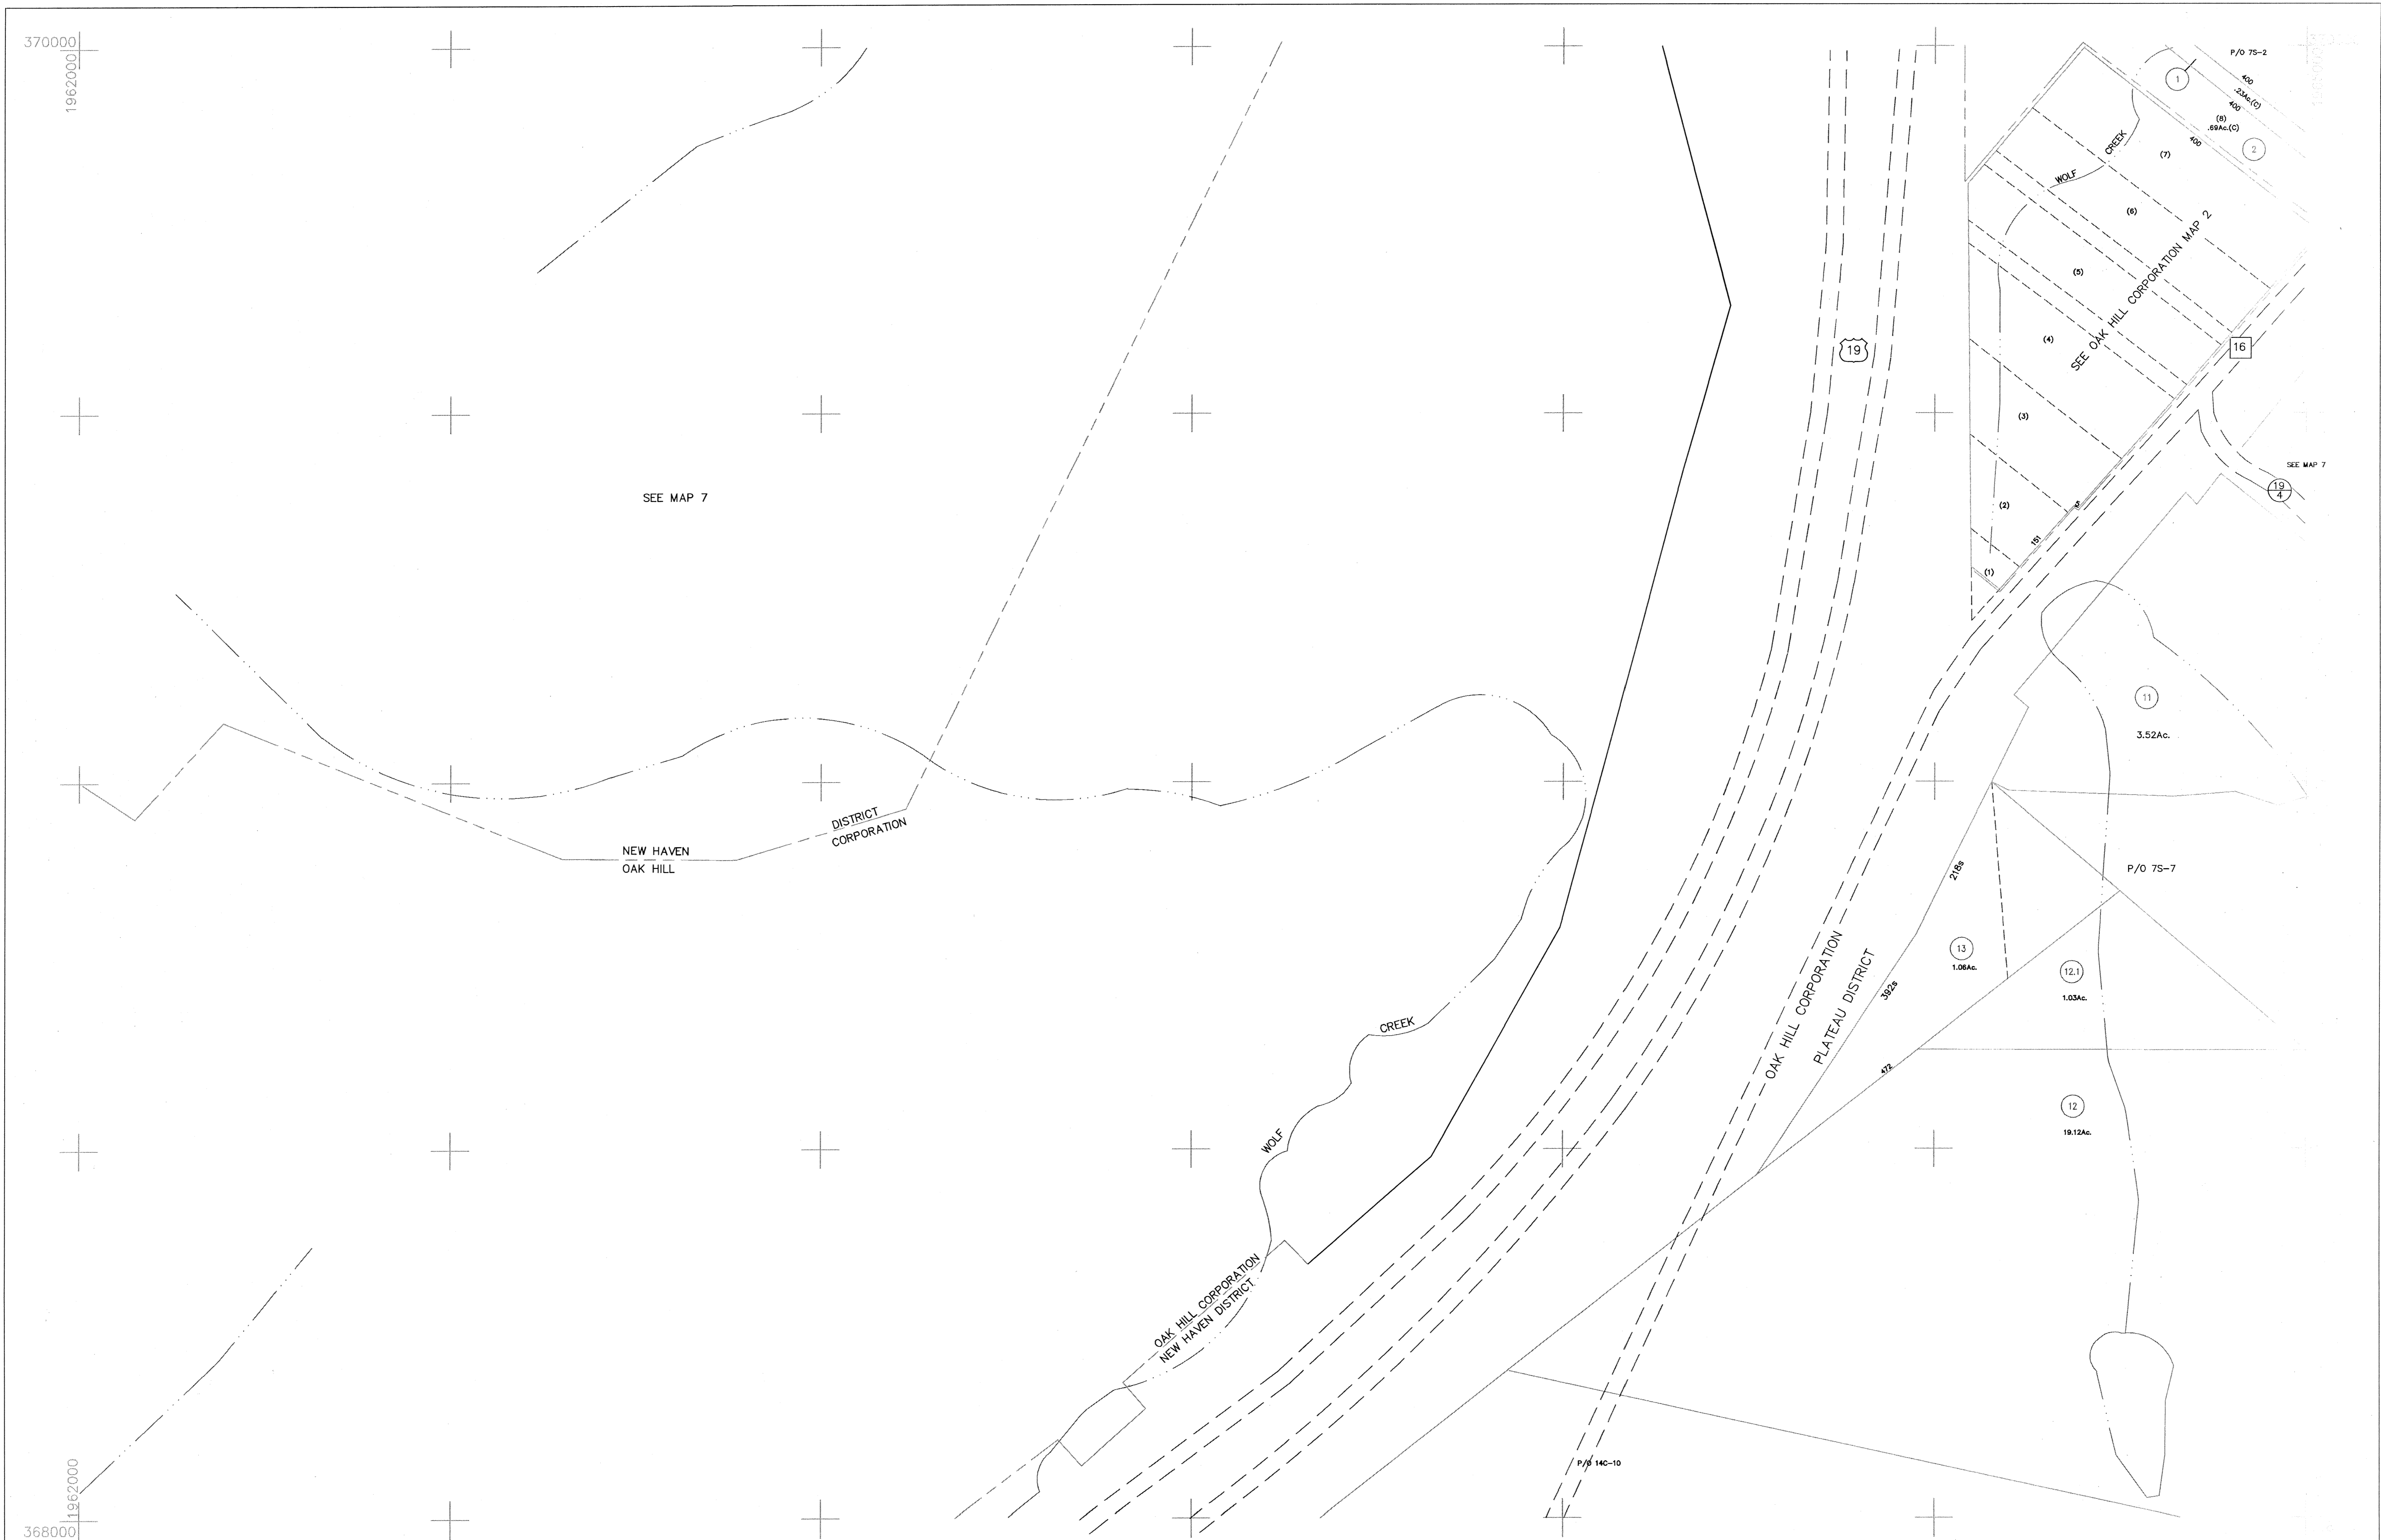 370000
1962000
P/O 7S-2
1
400
.23Ac.(C)
400
(8)
.69Ac.(C)
400
2
(7)
CREEK
WOLF
(6)
SEE OAK HILL CORPORATION MAP 2
(5)
(4)
16
19
(3)
SEE MAP 7
19
4
SEE MAP 7
(2)
151
(1)
11
3.52Ac.
DISTRICT
CORPORATION
NEW HAVEN
OAK HILL
P/O 7S-7
218s
13
1.06Ac.
12.1
1.03Ac.
392s
OAK HILL CORPORATION
PLATEAU DISTRICT
CREEK
472
12
19.12Ac.
WOLF
OAK HILL CORPORATION
NEW HAVEN DISTRICT
P/O 14C-10
1962000
368000